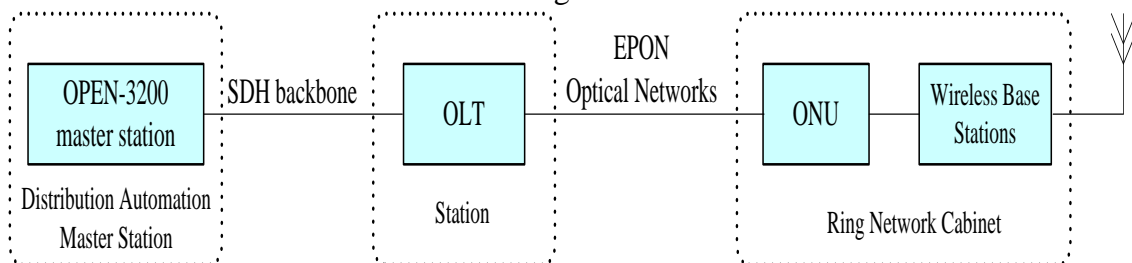 OPEN-3200
master station
Distribution Automation
Master Station
SDH backbone
OLT
Station
EPON
Optical Networks
ONU
Wireless Base
Stations
Ring Network Cabinet